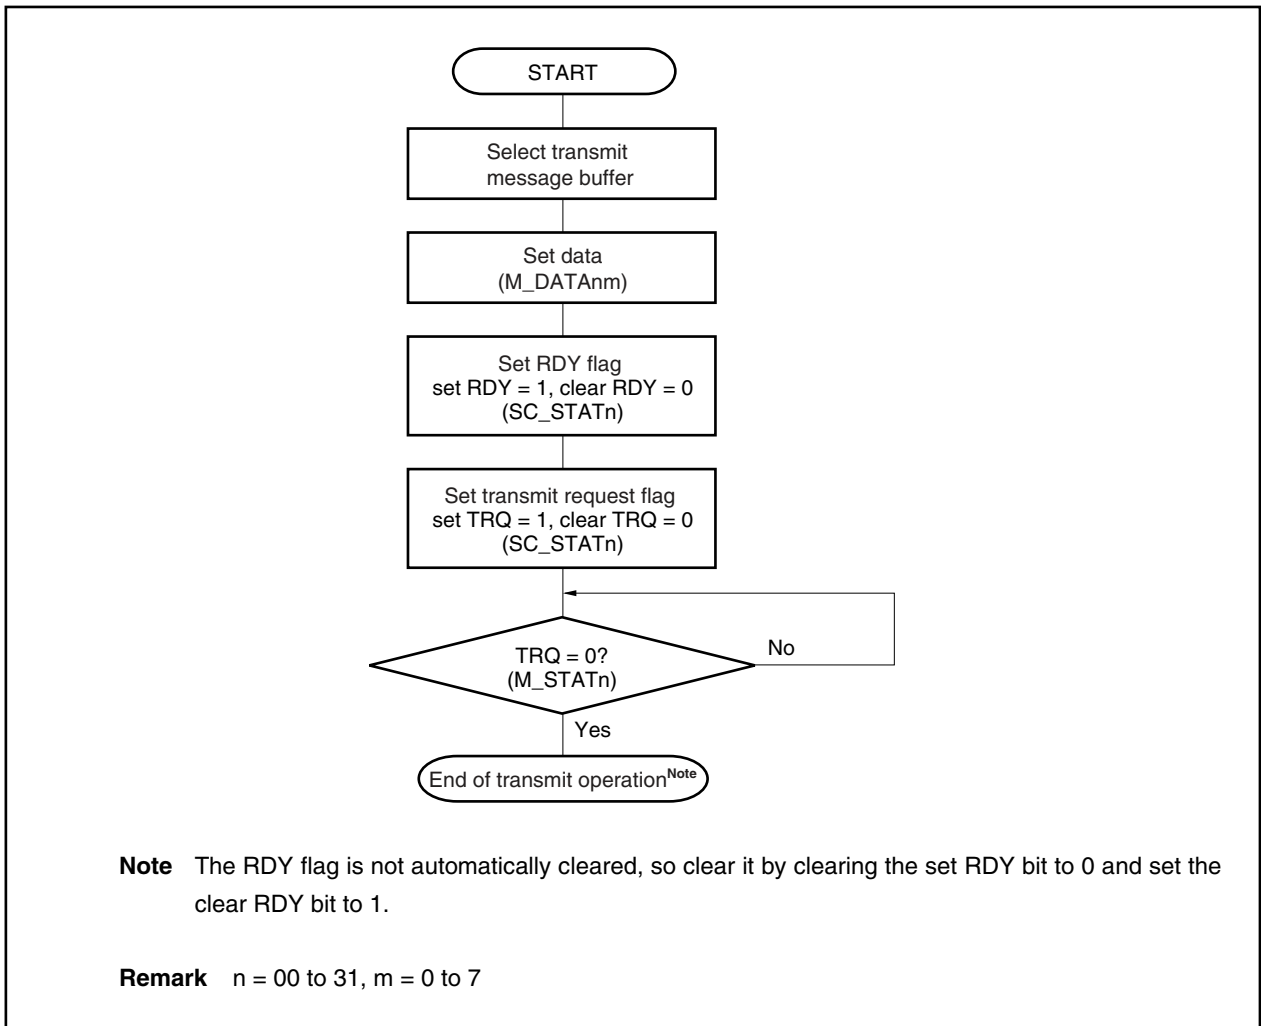 START
Select transmit
message buffer
Set data
(M_DATAnm)
Set RDY flag
set RDY = 1, clear RDY = 0
(SC_STATn)
Set transmit request flag
set TRQ = 1, clear TRQ = 0
(SC_STATn)
TRQ = 0?
(M_STATn)
No
Yes
End of transmit operationNote
Note The RDY flag is not automatically cleared, so clear it by clearing the set RDY bit to 0 and set the
clear RDY bit to 1.
Remark n = 00 to 31, m = 0 to 7